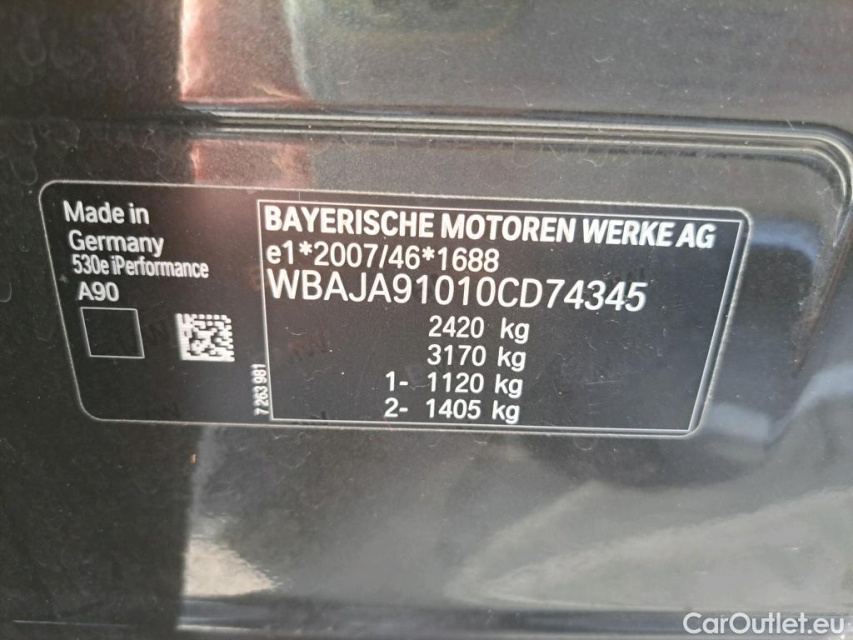 Made in
Germany
530e iPerformance
A90
7 263 981
BAYERISCHE MOTOREN WERKE AG
e1*2007/46*1688
WBAJA91010CD74345
2420 kg
3170 kg
1- 1120 kg
2- 1405 kg
CarOutlet.eu